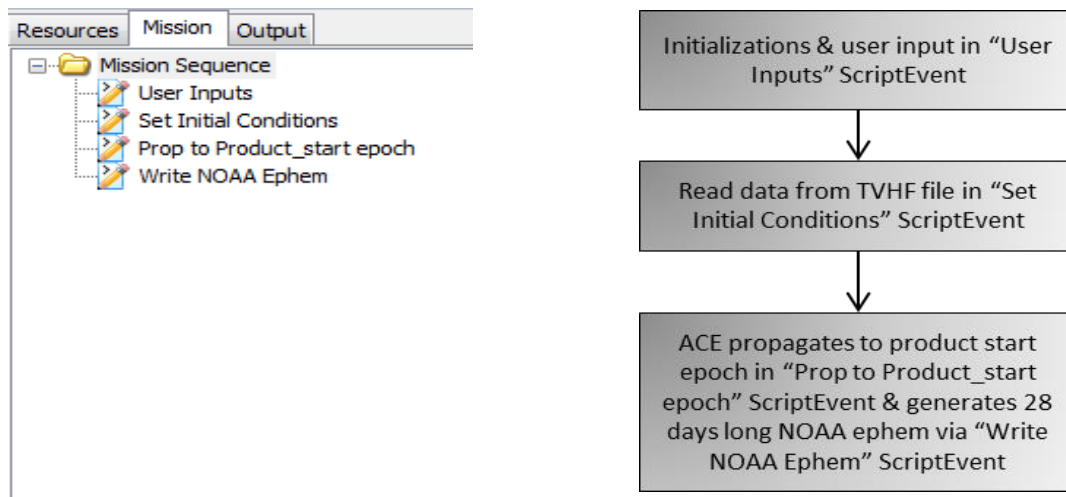 Resources Mission Output
Mission Sequence
User Inputs
Set Initial Conditions
Prop to Product_start epoch
Write NOAA Ephem
Initializations & user input in “User
Inputs” ScriptEvent
Read data from TVHF file in “Set
Initial Conditions” ScriptEvent
ACE propagates to product start
epoch in “Prop to Product_start
epoch” ScriptEvent & generates 28
days long NOAA ephem via “Write
NOAA Ephem” ScriptEvent